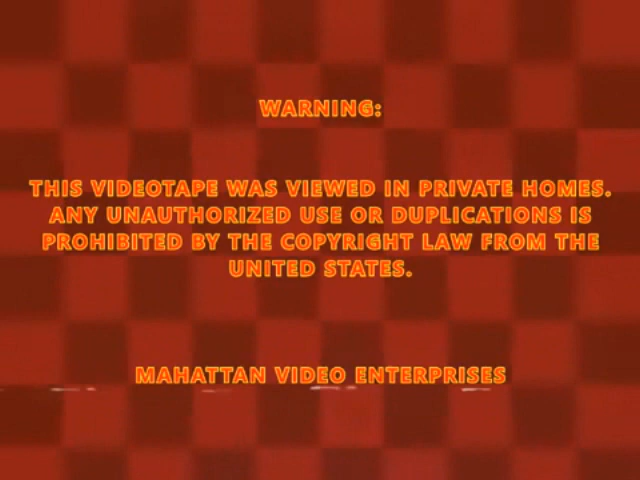 WARNING:
THIS VIDEOTAPE WAS VIEWED IN PRIVATE HOMES.
ANY UNAUTHORIZED USE OR DUPLICATIONS IS
PROHIBITED BY THE COPYRIGHT LAW FROM THE
UNITED STATES.
MAHATTAN VIDEO ENTERPRISES